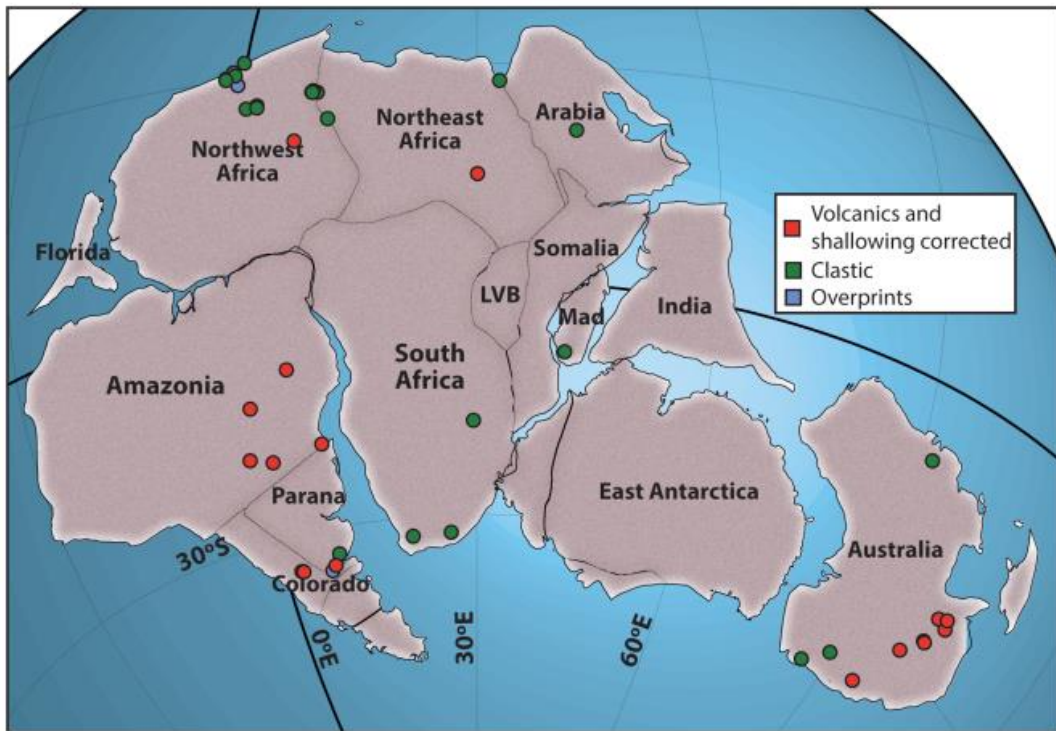 Northwest
Africa
Northeast
Africa
Arabia
Florida
Somalia
LVB
Mad
India
Volcanics and
shallowing corrected
Clastic
Overprints
Amazonia
South
Africa
Parana
East Antarctica
Australia
Colorado
30°S
0°E
30°E
60°E